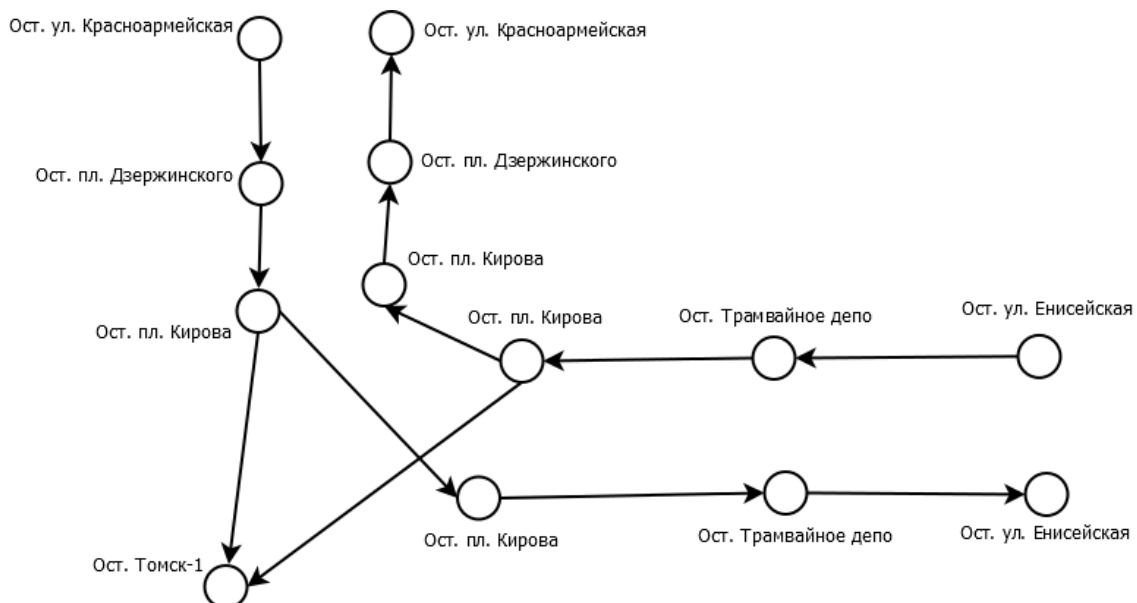 Ост. ул. Красноармейская
Ост. ул. Красноармейская
Ост. пл. Дзержинского
Ост. пл. Дзержинского
Ост. пл. Кирова
Ост. пл. Кирова
Ост. пл. Кирова
Ост. Трамвайное депо
Ост. ул. Енисейская
Ост. пл. Кирова
Ост. Трамвайное депо
Ост. ул. Енисейская
Ост. Томск-1